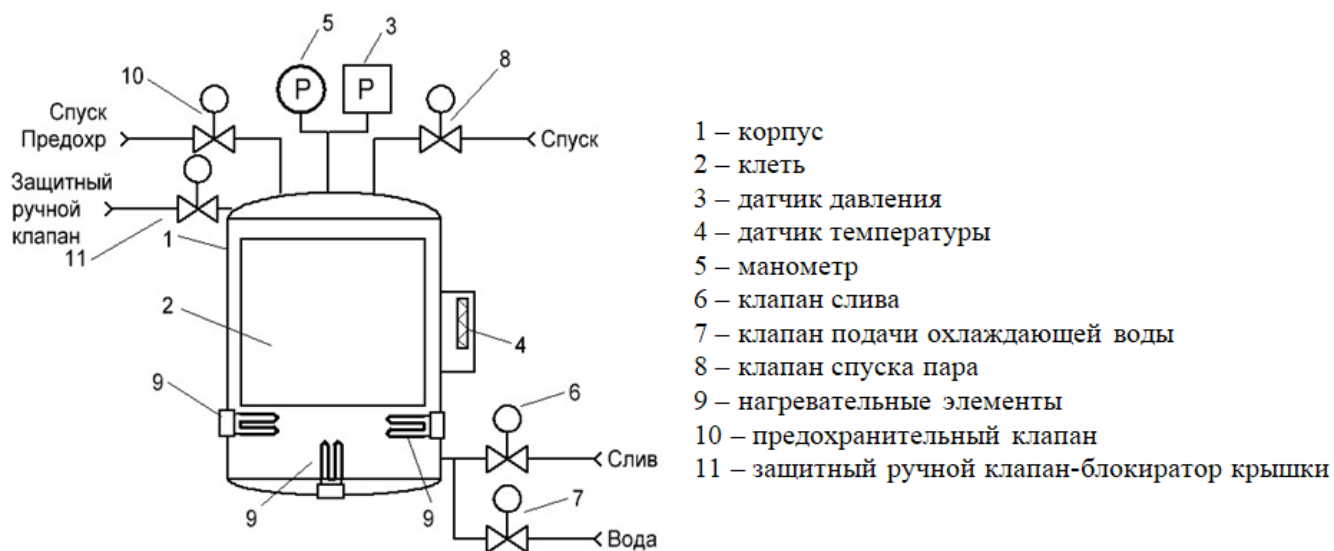 5
3
10
8
Спуск
Предохр
Р
Р
Спуск
Защитный
ручной
клапан
11
1
2
4
9
6
Слив
9
9
7
Вода
1 – корпус
2 – клеть
3 – датчик давления
4 – датчик температуры
5 – манометр
6 – клапан слива
7 – клапан подачи охлаждающей воды
8 – клапан спуска пара
9 – нагревательные элементы
10 – предохранительный клапан
11 – защитный ручной клапан-блокиратор крышки